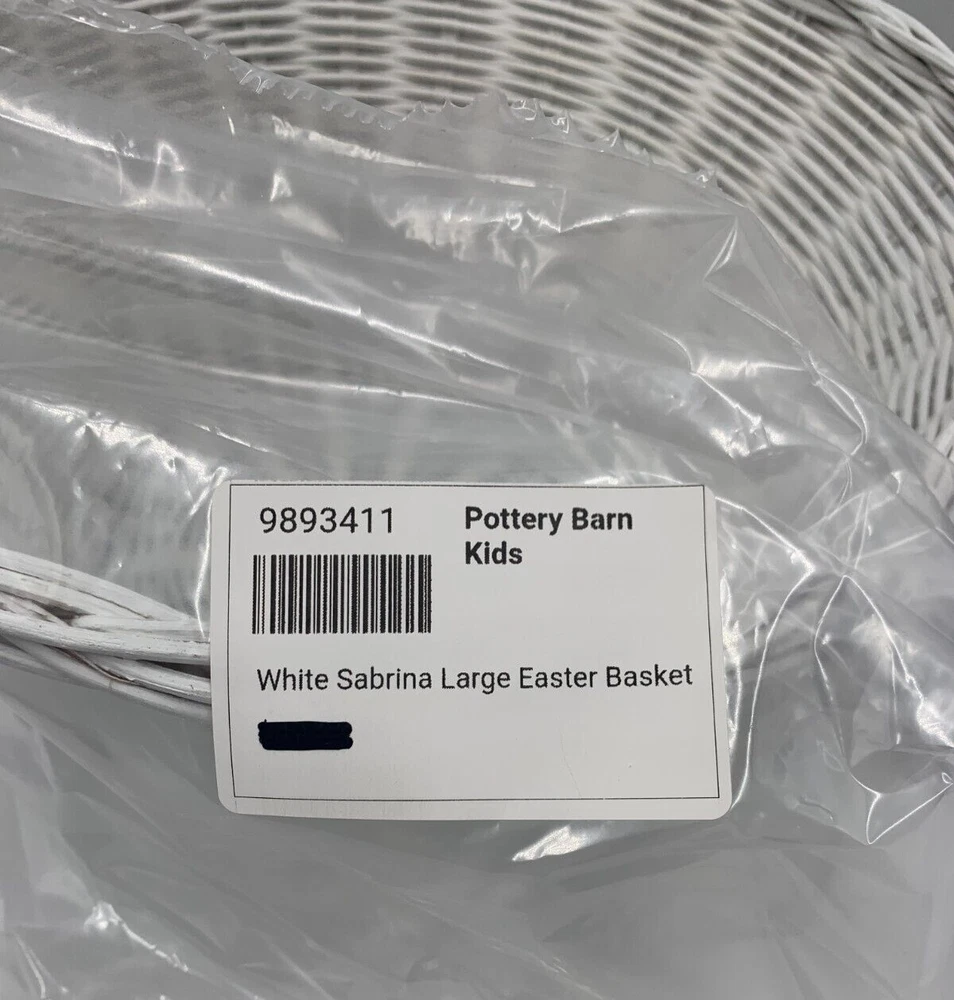 9893411
Pottery Barn
Kids
White Sabrina Large Easter Basket